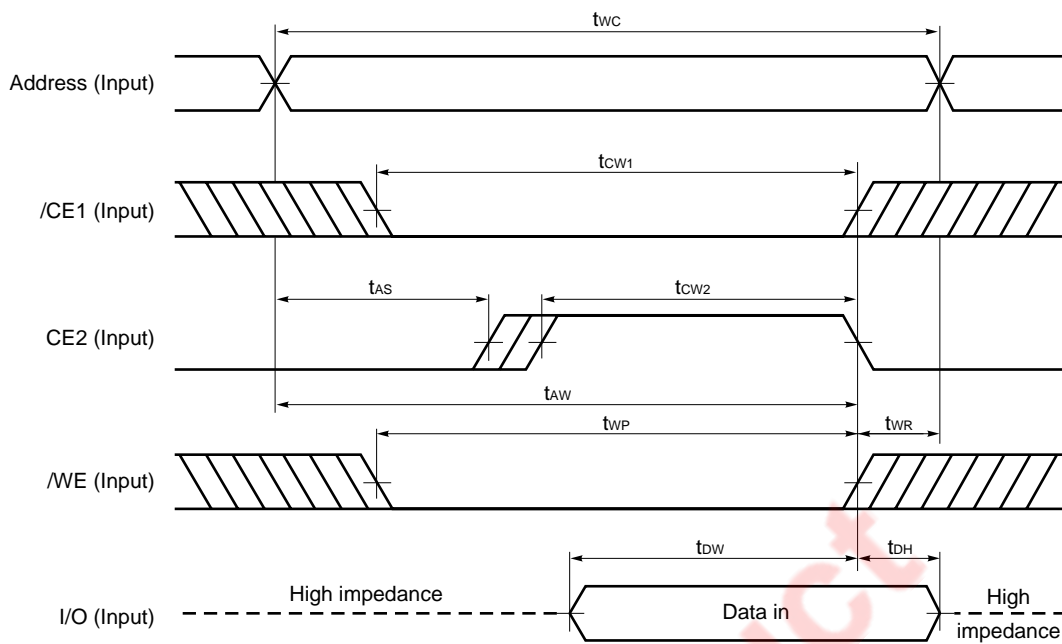 tWC
Address (Input)
tCW1
/CE1 (Input)
tAS
tCW2
CE2 (Input)
tAW
tWP
tWR
/WE (Input)
tDW
tDH
High impedance
Data in
High
impedance
I/O (Input)
uct